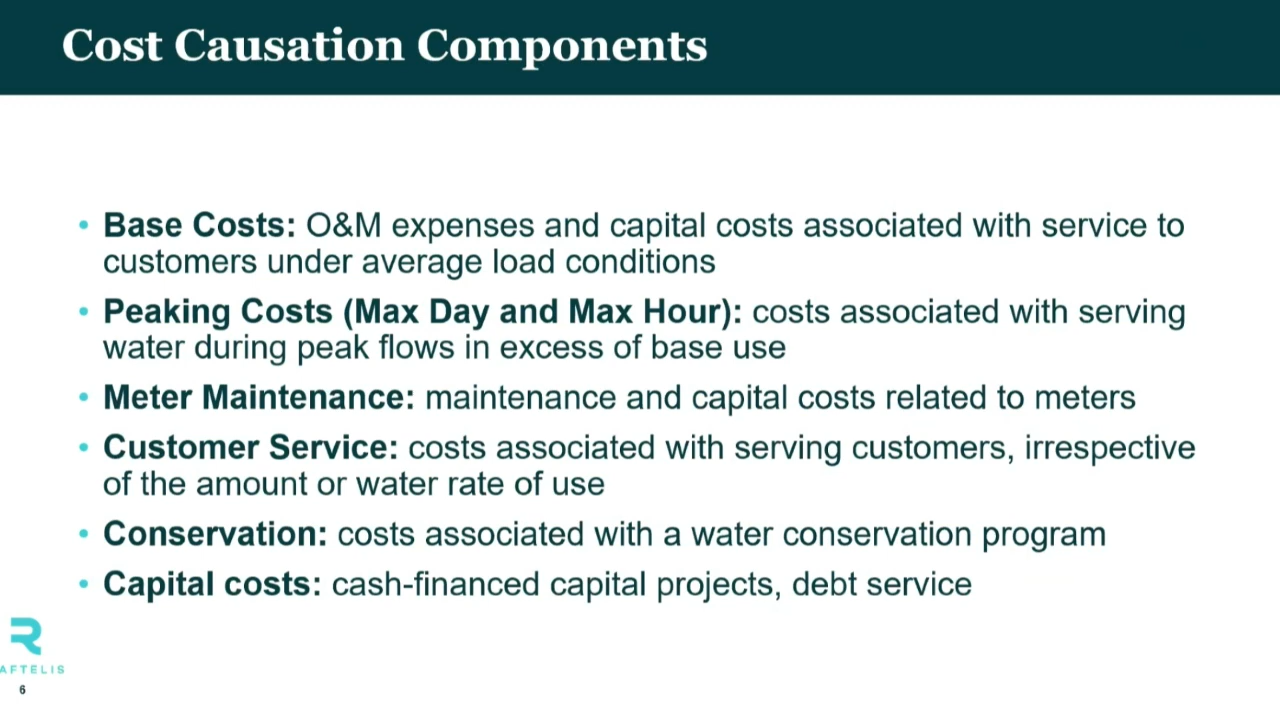 Cost Causation Components
• Base Costs: O&M expenses and capital costs associated with service to
customers under average load conditions
• Peaking Costs (Max Day and Max Hour): costs associated with serving
water during peak flows in excess of base use
• Meter Maintenance: maintenance and capital costs related to meters
• Customer Service: costs associated with serving customers, irrespective
of the amount or water rate of use
• Conservation: costs associated with a water conservation program
• Capital costs: cash-financed capital projects, debt service
R
AFTELIS
6